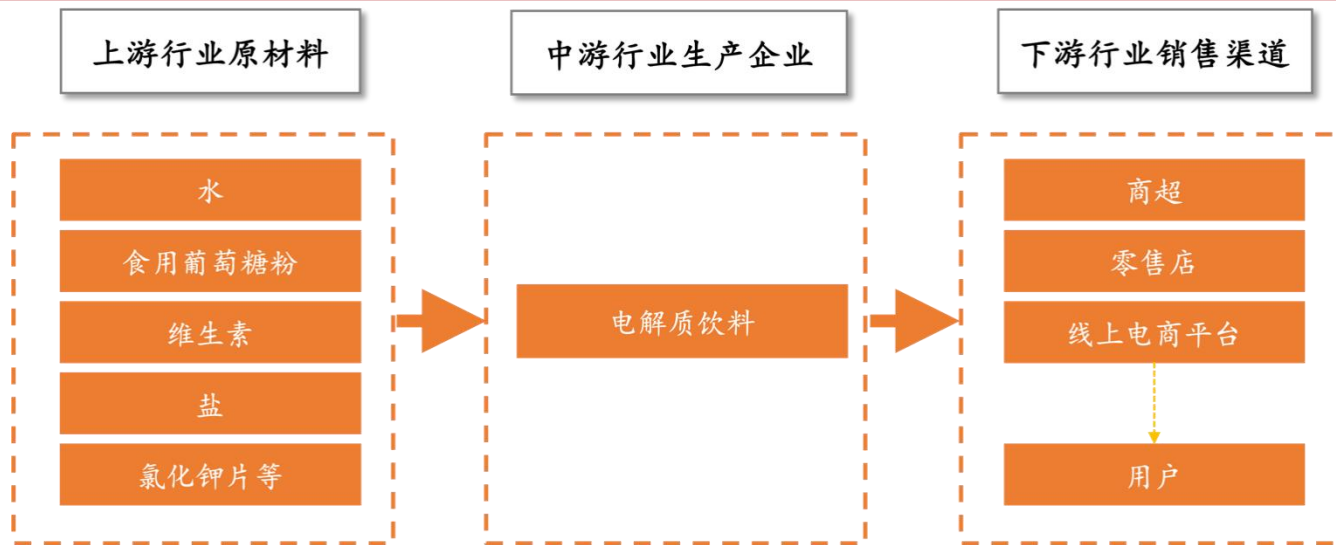 上游行业原材料
中游行业生产企业
下游行业销售渠道
水
食用葡萄糖粉
维生素
盐
氯化钾片等
电解质饮料
商超
零售店
线上电商平台
用户